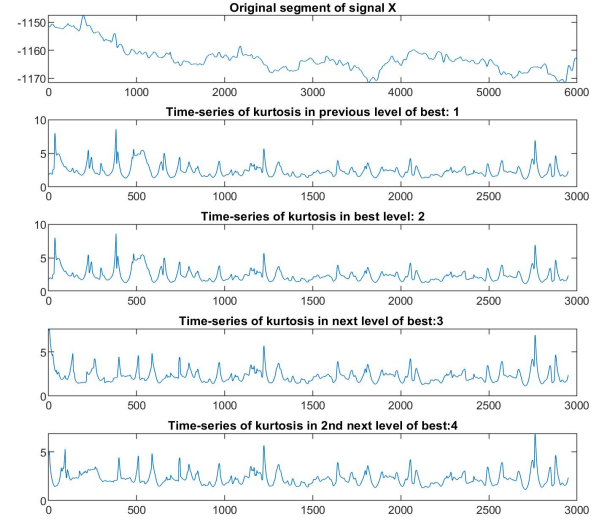 Original segment of signal X
-1150
-1160
-1170
0 1000 2000 3000 4000 5000 6000
Time-series of kurtosis in previous level of best: 1
10
5
0
0 500 1000 1500 2000 2500 3000
Time-series of kurtosis in best level: 2
10
5
0
0 500 1000 1500 2000 2500 3000
Time-series of kurtosis in next level of best:3
5
0
0 500 1000 1500 2000 2500 3000
Time-series of kurtosis in 2nd next level of best:4
5
0
0 500 1000 1500 2000 2500 3000